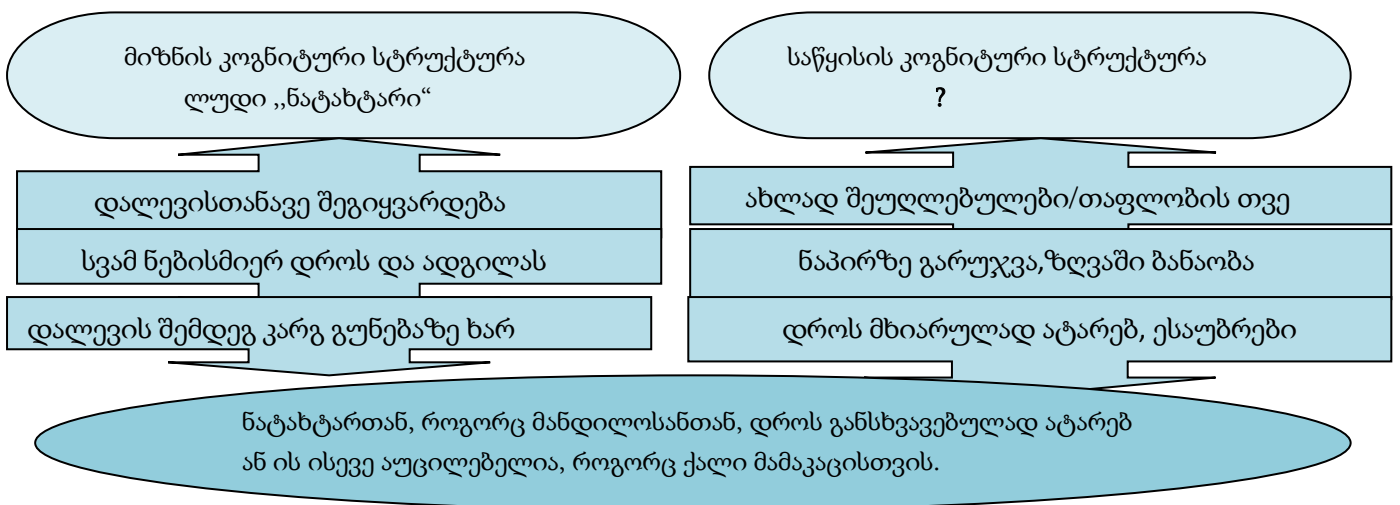 მიზნის კოგნიტური სტრუქტურა
ლუდი ,,ნატახტარი“
საწყისის კოგნიტური სტრუქტურა
?
დალევისთანავე შეგიყვარდება
სვამ ნებისმიერ დროს და ადგილას
დალევის შემდეგ კარგ გუნებაზე ხარ
ახლად შეუღლებულები/თაფლობის თვე
ნაპირზე გარუჯვა,ზღვაში ბანაობა
დროს მხიარულად ატარებ, ესაუბრები
ნატახტართან, როგორც მანდილოსანთან, დროს განსხვავებულად ატარებ
ან ის ისევე აუცილებელია, როგორც ქალი მამაკაცისთვის.